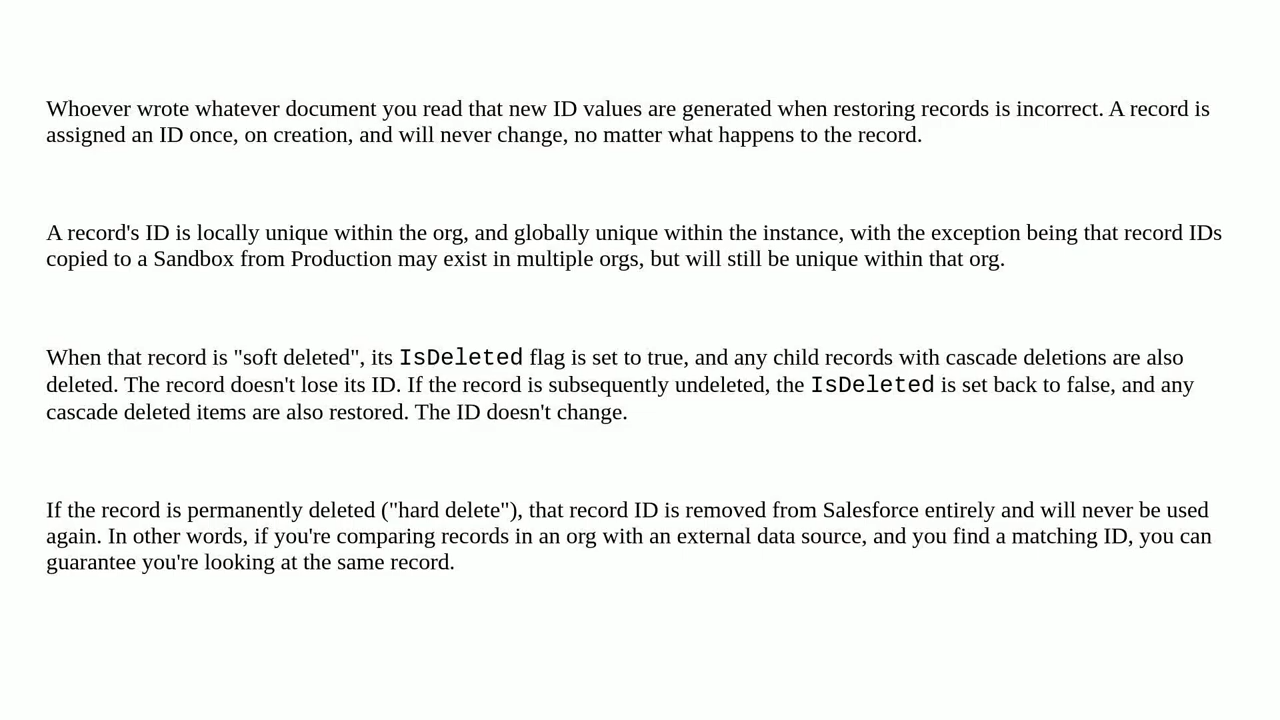 Whoever wrote whatever document you read that new ID values are generated when restoring records is incorrect. A record is
assigned an ID once, on creation, and will never change, no matter what happens to the record.
A record's ID is locally unique within the org, and globally unique within the instance, with the exception being that record IDs
copied to a Sandbox from Production may exist in multiple orgs, but will still be unique within that org.
When that record is "soft deleted", its IsDeleted flag is set to true, and any child records with cascade deletions are also
deleted. The record doesn't lose its ID. If the record is subsequently undeleted, the IsDeleted is set back to false, and any
cascade deleted items are also restored. The ID doesn't change.
If the record is permanently deleted ("hard delete"), that record ID is removed from Salesforce entirely and will never be used
again. In other words, if you're comparing records in an org with an external data source, and you find a matching ID, you can
guarantee you're looking at the same record.